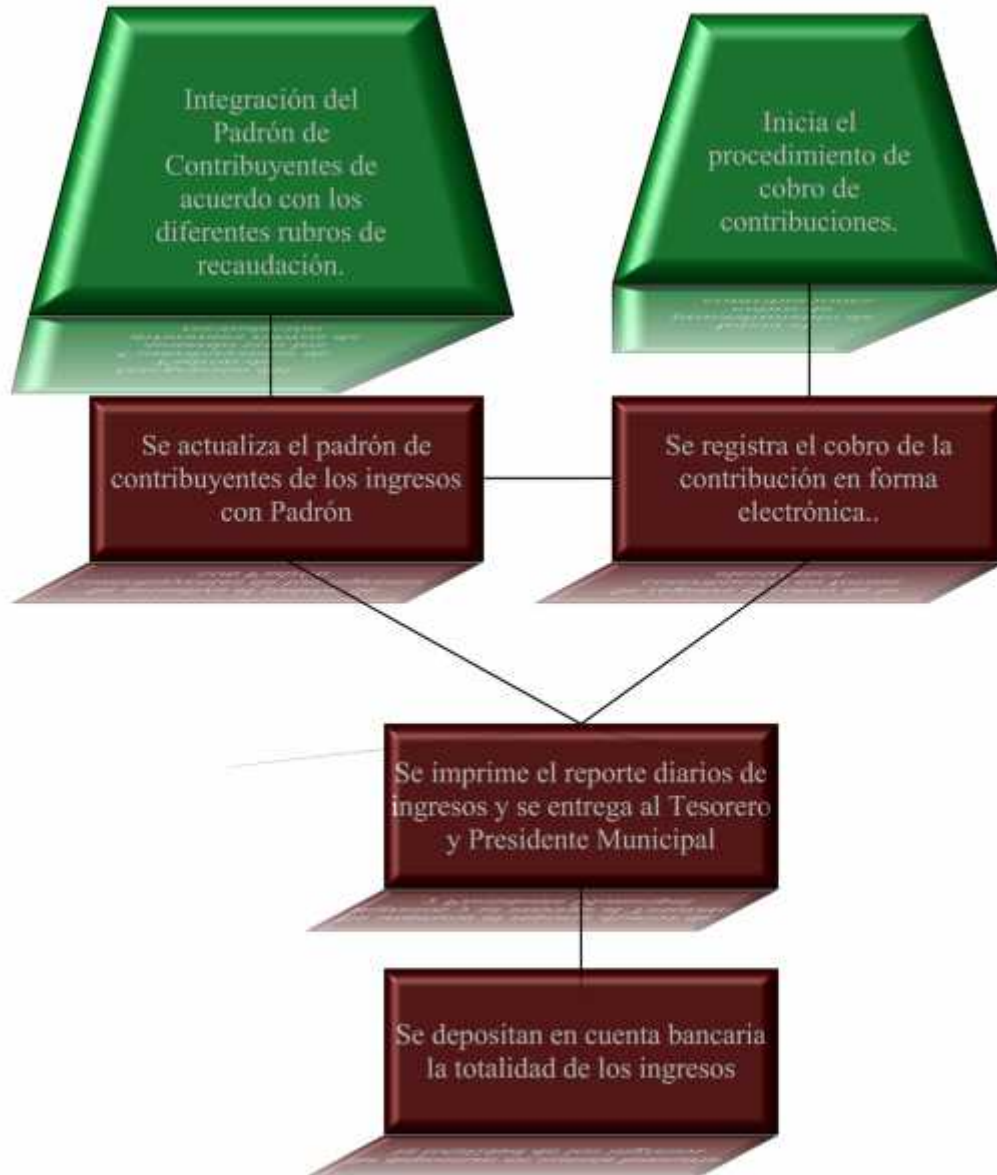 Integración del
Padrón de
Contribuyentes de
acuerdo con los
diferentes rubros de
recaudación.
Inicia el
procedimiento de
cobro de
contribuciones.
Se actualiza el padrón de
contribuyentes de los ingresos
con Padrón
Se registra el cobro de la
contribución en forma
electrónica..
Se imprime el reporte diarios de
ingresos y se entrega al Tesorero
y Presidente Municipal
Se depositan en cuenta bancaria
la totalidad de los ingresos